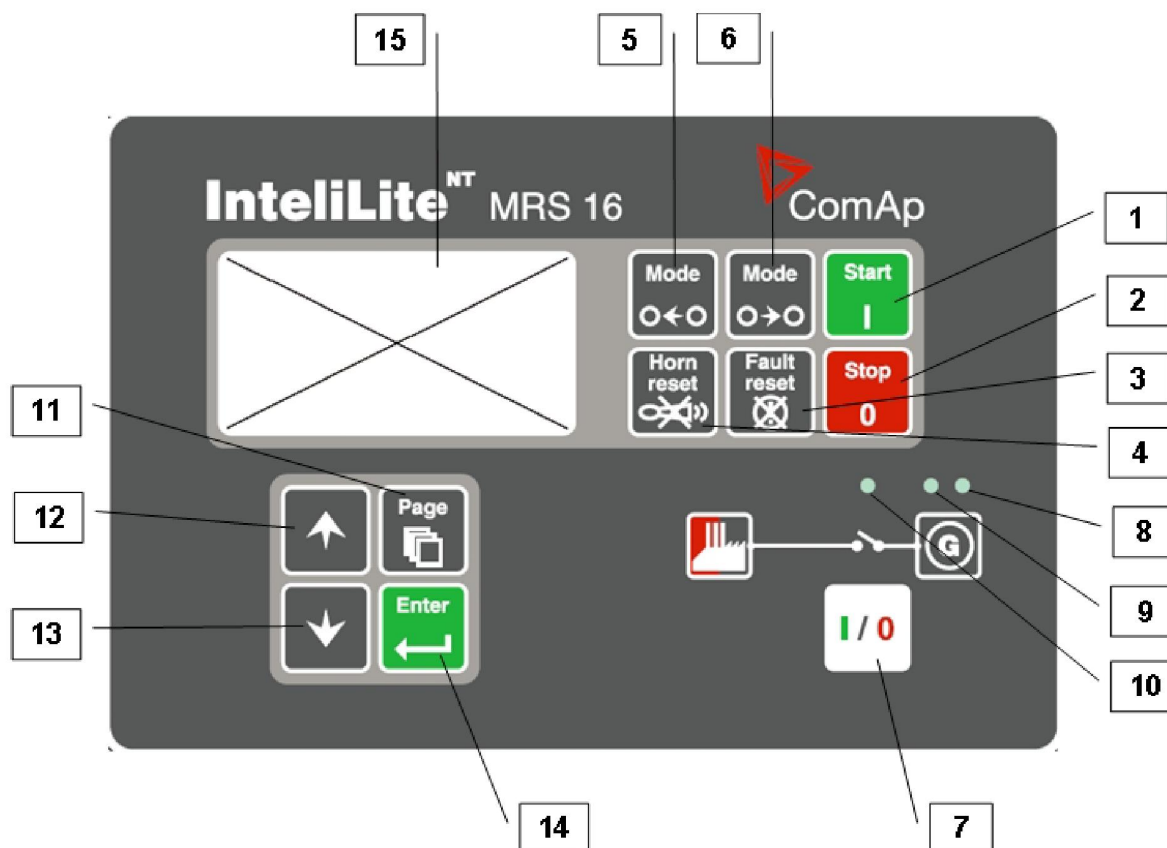 15
5
6
InteliLite NT MRS 16
ComAp
1
Mode
Mode
Start
I
2
Horn
reset
Fault
reset
Stop
0
3
4
11
Page
12
8
G
9
13
Enter
I / 0
10
14
7